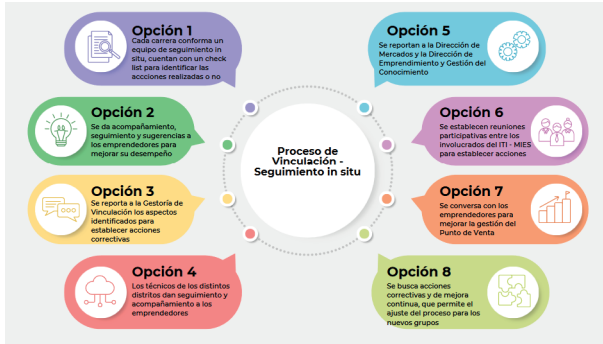 Opción 1
Cada carrera conforma un
equipo de seguimiento in
situ, cuentan con un check
list para identificar las
accciones realizadas o no
Opción 2
Se da acompañamiento,
seguimiento y sugerencias a
los emprendedores para
mejorar su desempeño
Opción 3
Se reporta a la Gestoría de
Vinculación los aspectos
identificados para
establecer acciones
correctivas
Opción 4
Los técnicos de los distintos
distritos dan seguimiento y
acompañamiento a los
emprendedores
Proceso de
Vinculación -
Seguimiento in situ
Opción 5
Se reportan a la Dirección de
Mercados y la Dirección de
Emprendimiento y Gestión del
Conocimiento
Opción 6
Se establecen reuniones
participativas entre los
involucrados del ITI - MIES
para establecer acciones
Opción 7
Se conversa con los
emprendedores para
mejorar la gestión del
Punto de Venta
Opción 8
Se busca acciones
correctivas y de mejora
continua, que permite el
ajuste del proceso para los
nuevos grupos